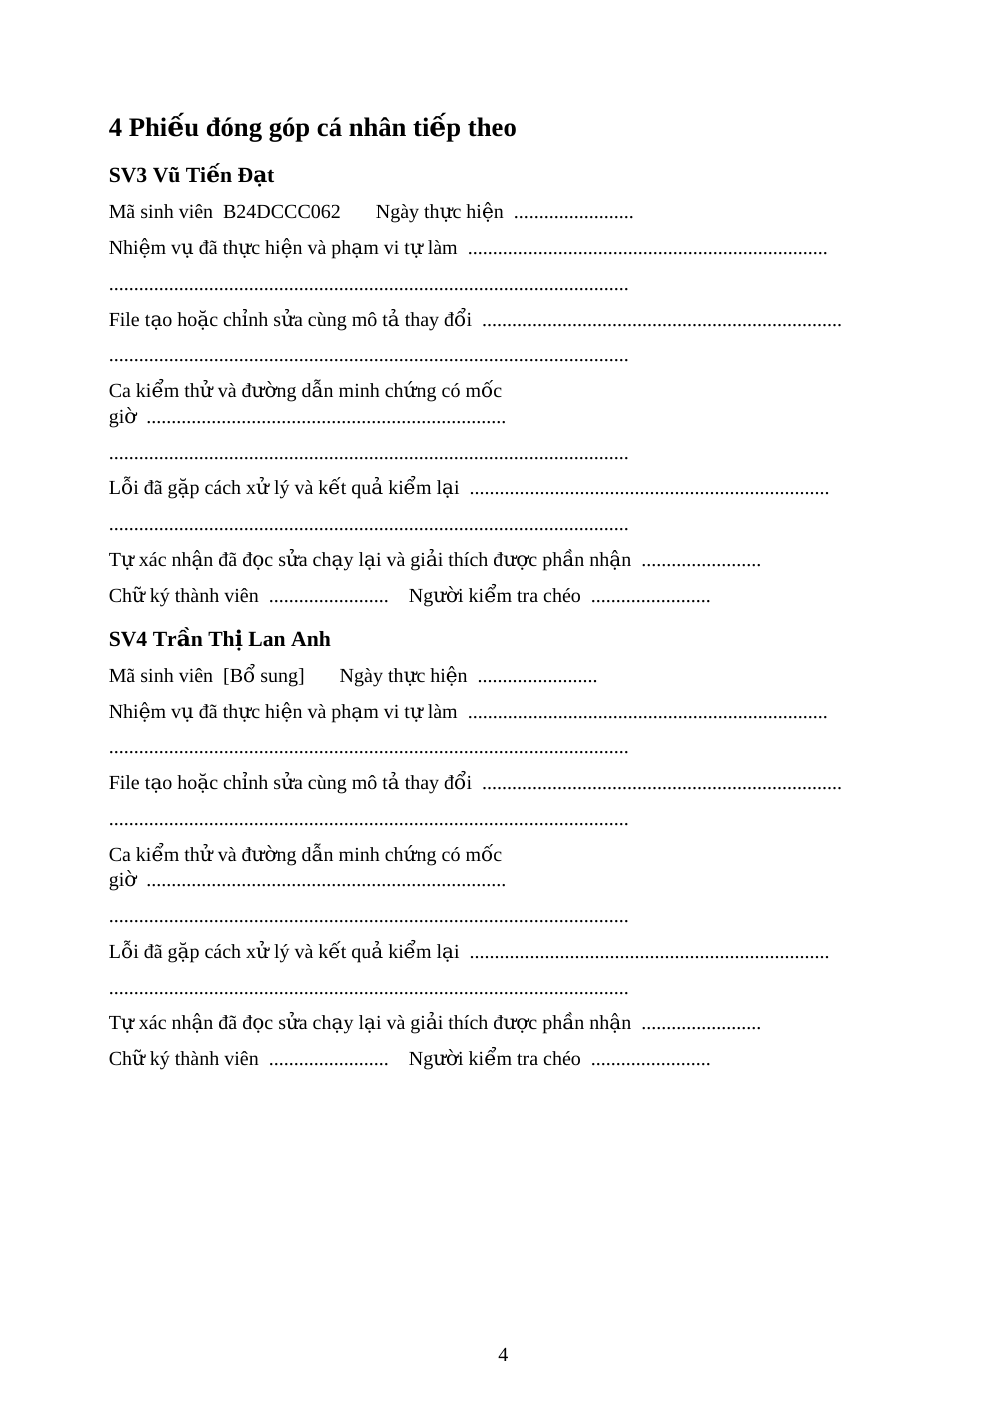 4 Phiếu đóng góp cá nhân tiếp theo
SV3 Vũ Tiến Đạt
Mã sinh viên B24DCCC062 Ngày thực hiện ........................
Nhiệm vụ đã thực hiện và phạm vi tự làm ........................................................................
........................................................................................................
File tạo hoặc chỉnh sửa cùng mô tả thay đổi ........................................................................
........................................................................................................
Ca kiểm thử và đường dẫn minh chứng có mốc
giờ ........................................................................
........................................................................................................
Lỗi đã gặp cách xử lý và kết quả kiểm lại ........................................................................
........................................................................................................
Tự xác nhận đã đọc sửa chạy lại và giải thích được phần nhận ........................
Chữ ký thành viên ........................ Người kiểm tra chéo ........................
SV4 Trần Thị Lan Anh
Mã sinh viên [Bổ sung] Ngày thực hiện ........................
Nhiệm vụ đã thực hiện và phạm vi tự làm ........................................................................
........................................................................................................
File tạo hoặc chỉnh sửa cùng mô tả thay đổi ........................................................................
........................................................................................................
Ca kiểm thử và đường dẫn minh chứng có mốc
giờ ........................................................................
........................................................................................................
Lỗi đã gặp cách xử lý và kết quả kiểm lại ........................................................................
........................................................................................................
Tự xác nhận đã đọc sửa chạy lại và giải thích được phần nhận ........................
Chữ ký thành viên ........................ Người kiểm tra chéo ........................
4